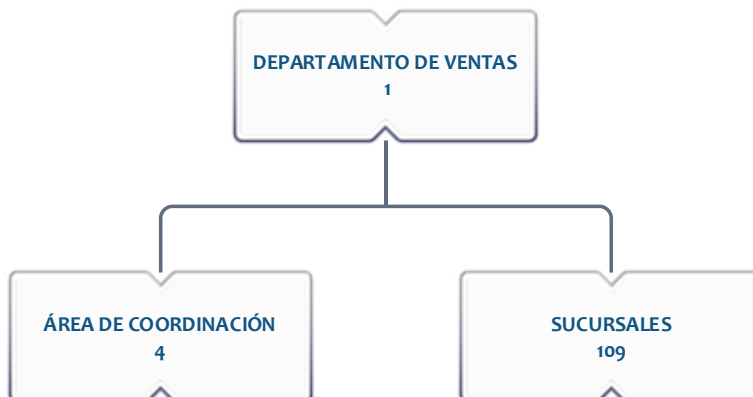 DEPARTAMENTO DE VENTAS
1
ÁREA DE COORDINACIÓN
4
SUCURSALES
109